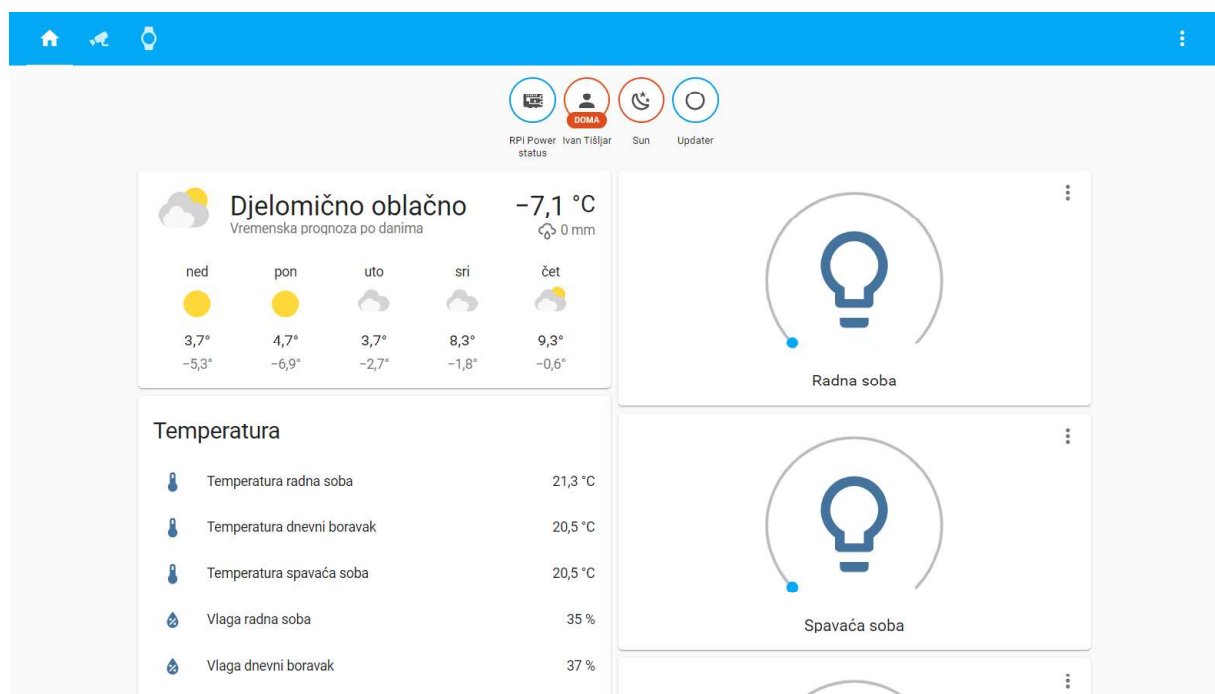 DOMA
RPi Power status
Ivan Tišljar
Sun
Updater
Djelomično oblačno
−7,1 °C
Vremenska prognoza po danima
0 mm
ned pon uto sri čet
3,7° 4,7° 3,7° 8,3° 9,3°
−5,3° −6,9° −2,7° −1,8° −0,6°
Temperatura
Temperatura radna soba 21,3 °C
Temperatura dnevni boravak 20,5 °C
Temperatura spavaća soba 20,5 °C
Vlaga radna soba 35 %
Vlaga dnevni boravak 37 %
Radna soba
Spavaća soba